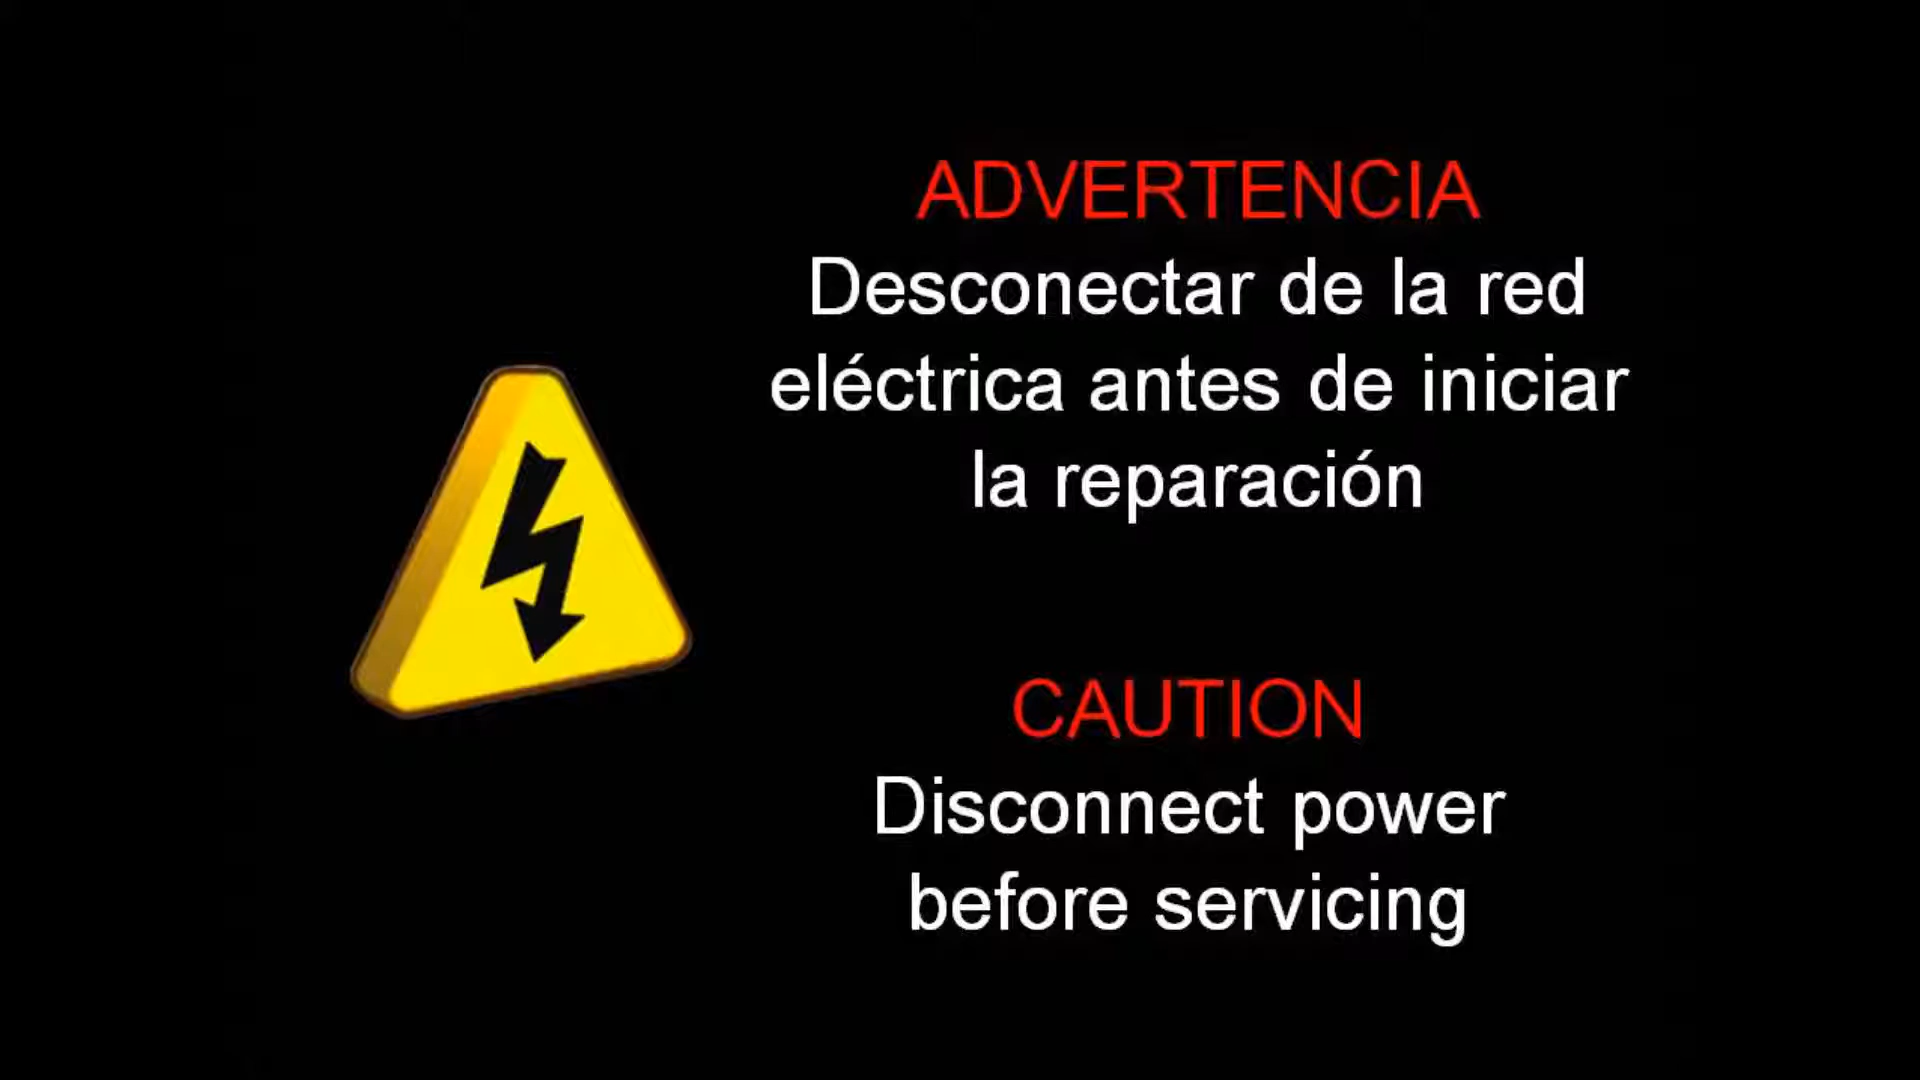 ADVERTENCIA
Desconectar de la red
eléctrica antes de iniciar
la reparación
CAUTION
Disconnect power
before servicing